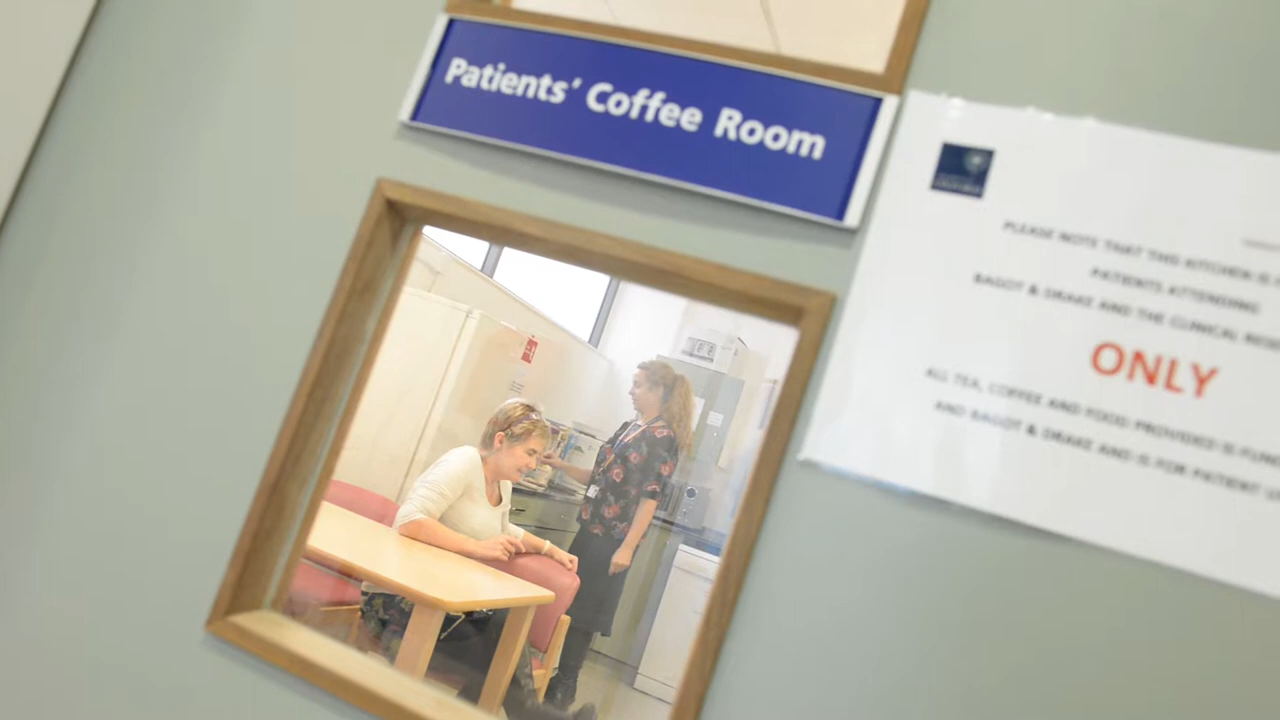 Patients' Coffee Room
PLEASE NOTE THAT THIS KITCHEN IS
PATIENTS ATTENDING
BAGOT & DRAKE AND THE CLINICAL
ONLY
ALL TEA, COFFEE AND FOOD PROVIDED IS
AND BAGOT & DRAKE AND IS FOR PATIENT